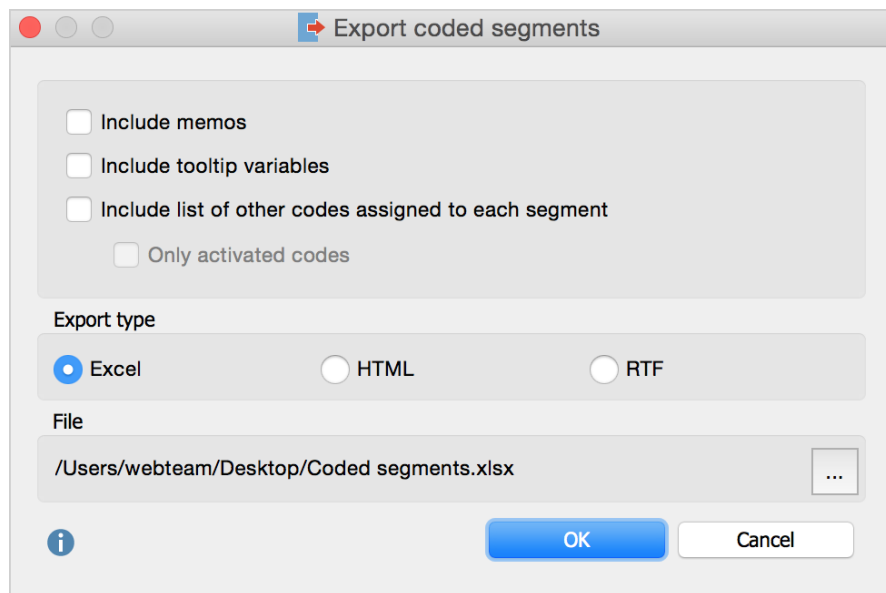 Export coded segments
Include memos
Include tooltip variables
Include list of other codes assigned to each segment
Only activated codes
Export type
Excel HTML RTF
File
/Users/webteam/Desktop/Coded segments.xlsx ...
i OK Cancel